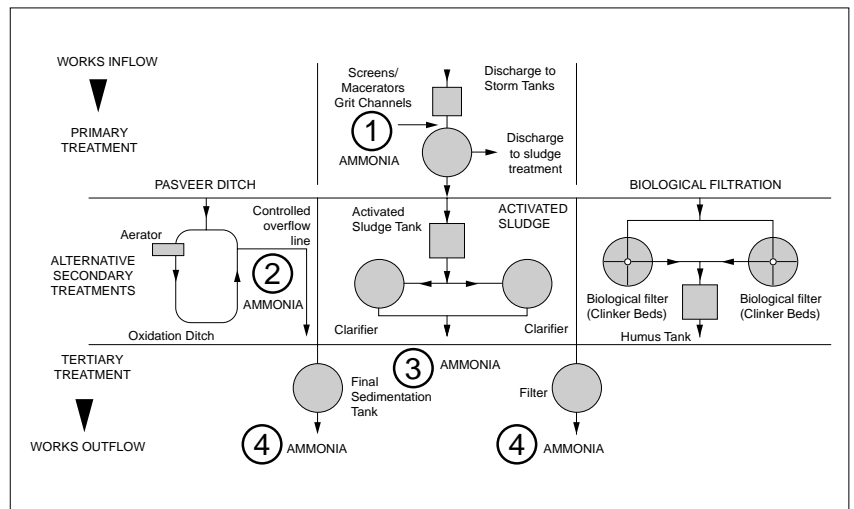 WORKS INFLOW
PRIMARY
TREATMENT
Screens/
Macerators
Grit Channels
1
AMMONIA
Discharge to
Storm Tanks
Discharge
to sludge
treatment
PASVEER DITCH
BIOLOGICAL FILTRATION
ALTERNATIVE
SECONDARY
TREATMENTS
Aerator
Controlled
overflow
line
2
AMMONIA
Oxidation Ditch
Activated
Sludge Tank
ACTIVATED
SLUDGE
Clarifier
Clarifier
Biological filter
(Clinker Beds)
Biological filter
(Clinker Beds)
Humus Tank
TERTIARY
TREATMENT
3
AMMONIA
Final
Sedimentation
Tank
Filter
WORKS OUTFLOW
4
AMMONIA
4
AMMONIA